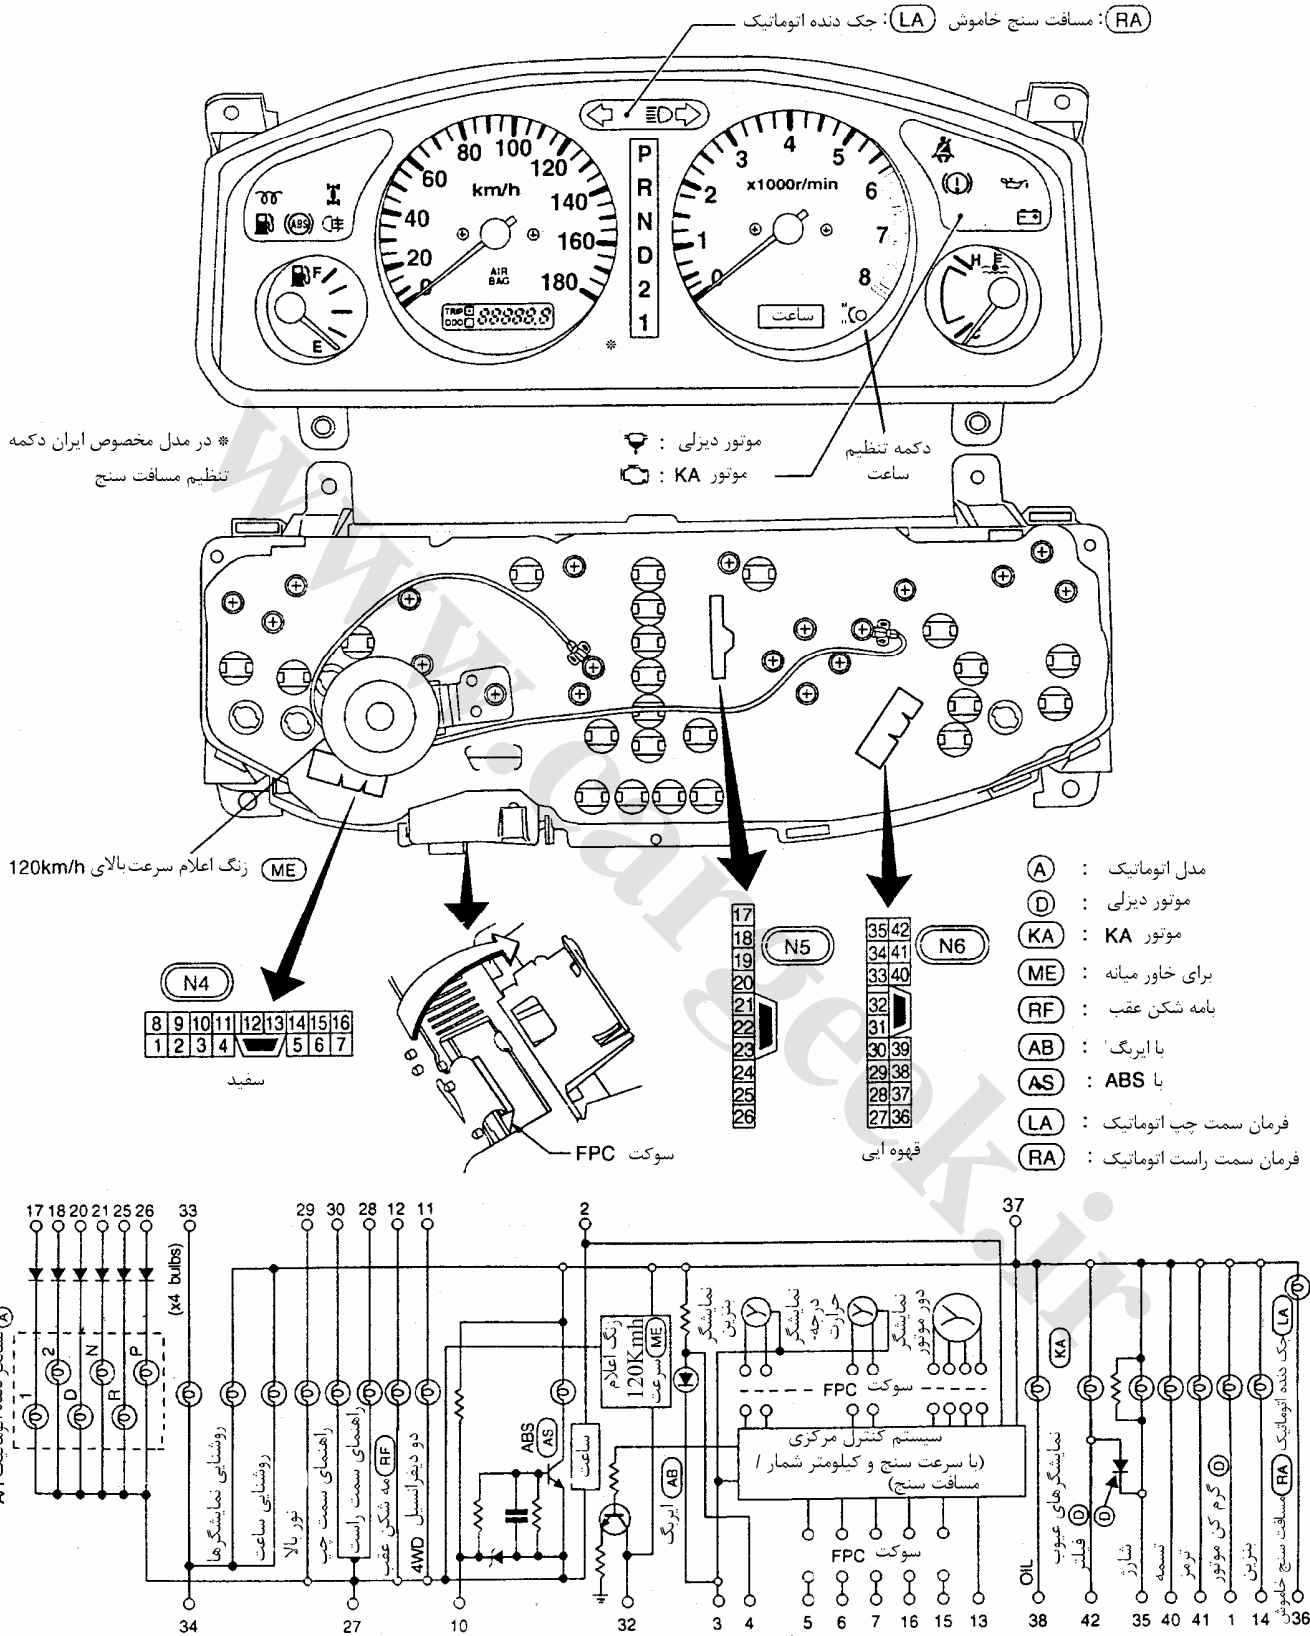 RA : مسافت سنج خاموش LA : جک دنده اتوماتیک
20 40 60 80 100 120 140 160 180
0
km/h
AIR BAG
TRIP
ODO
F
E
P
R
N
D
2
1
0 1 2 3 4 5 6 7 8
x1000r/min
ساعت
M
H
ABS
H
C
*
* در مدل مخصوص ایران دکمه
تنظیم مسافت سنج
موتور دیزلی :
موتور KA :
دکمه تنظیم
ساعت
ME زنگ اعلام سرعت بالای 120km/h
N4
8 9 10 11 12 13 14 15 16
1 2 3 4 5 6 7
سفید
سوکت FPC
N5
17
18
19
20
21
22
23
24
25
26
N6
35 42
34 41
33 40
32
31
30 39
29 38
28 37
27 36
قهوه ایی
A : مدل اتوماتیک
D : موتور دیزلی
KA : موتور KA
ME : برای خاور میانه
RF : بامه شکن عقب
AB : با ایربگ
AS : با ABS
LA : فرمان سمت چپ اتوماتیک
RA : فرمان سمت راست اتوماتیک
www.cargeek.ir
17 18 20 21 25 26 33 29 30 28 12 11 2 37
(x4 bulbs)
A
1 2 D N R P
روشنایی نمایشگرها
روشنایی ساعت
نور بالا
راهنمای سمت چپ
راهنمای سمت راست
RF مه شکن عقب
دو دیفرانسیل 4WD
ABS
AS
ساعت
زنگ اعلام
120Kmh
سرعت ME
AB ایربگ
نمایشگر
بنزین
نمایشگر
درجه
حرارت
نمایشگر
دور موتور
سوکت FPC
سیستم کنترل مرکزی
(با سرعت سنج و کیلومتر شمار /
مسافت سنج)
سوکت FPC
OIL
KA
نمایشگرهای عیوب
D فیلتر
D
شارژ
تسمه
ترمز
گرم کن موتور D
بنزین
LA جک دنده اتوماتیک
RA مسافت سنج خاموش
34 27 10 32 3 4 5 6 7 16 15 13 38 42 35 40 41 1 14 36